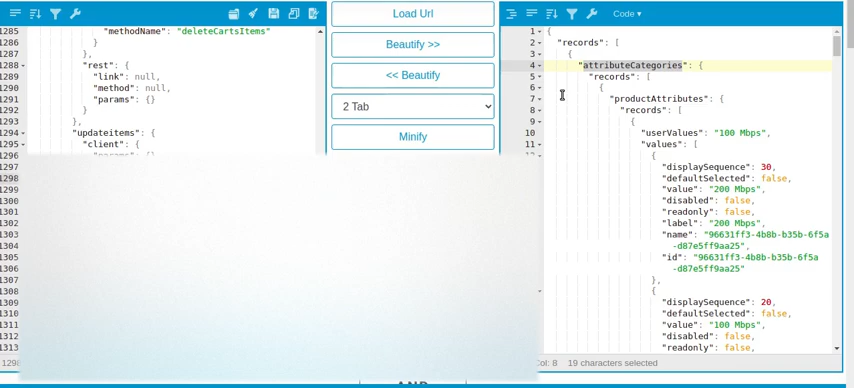 Load Url
Code ▾
1285 "methodName": "deleteCartsItems"
1286 }
1287 },
1288 "rest": {
1289 "link": null,
1290 "method": null,
1291 "params": {}
1292 }
1293 },
1294 "updateitems": {
1295 "client": {
1296 "params": {}
1297
1298
1299
1300
1301
1302
1303
1304
1305
1306
1307
1308
1309
1310
1311
1312
1313
Beautify >>
<< Beautify
2 Tab
Minify
1 {
2 "records": [
3 {
4 "attributeCategories": {
5 "records": [
6 {
7 "productAttributes": {
8 "records": [
9 {
10 "userValues": "100 Mbps",
11 "values": [
{
"displaySequence": 30,
"defaultSelected": false,
"value": "200 Mbps",
"disabled": false,
"readonly": false,
"label": "200 Mbps",
"name": "96631ff3-4b8b-b35b-6f5a
-d87e5ff9aa25",
"id": "96631ff3-4b8b-b35b-6f5a
-d87e5ff9aa25"
},
{
"displaySequence": 20,
"defaultSelected": false,
"value": "100 Mbps",
"disabled": false,
"readonly": false,
Col: 8 19 characters selected